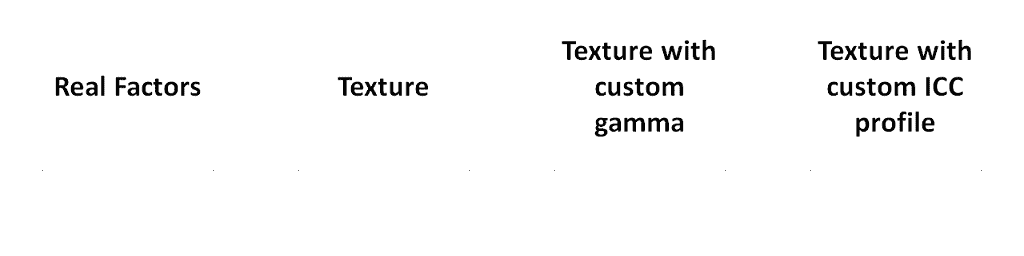 Real Factors
Texture
Texture with
custom
gamma
Texture with
custom ICC
profile